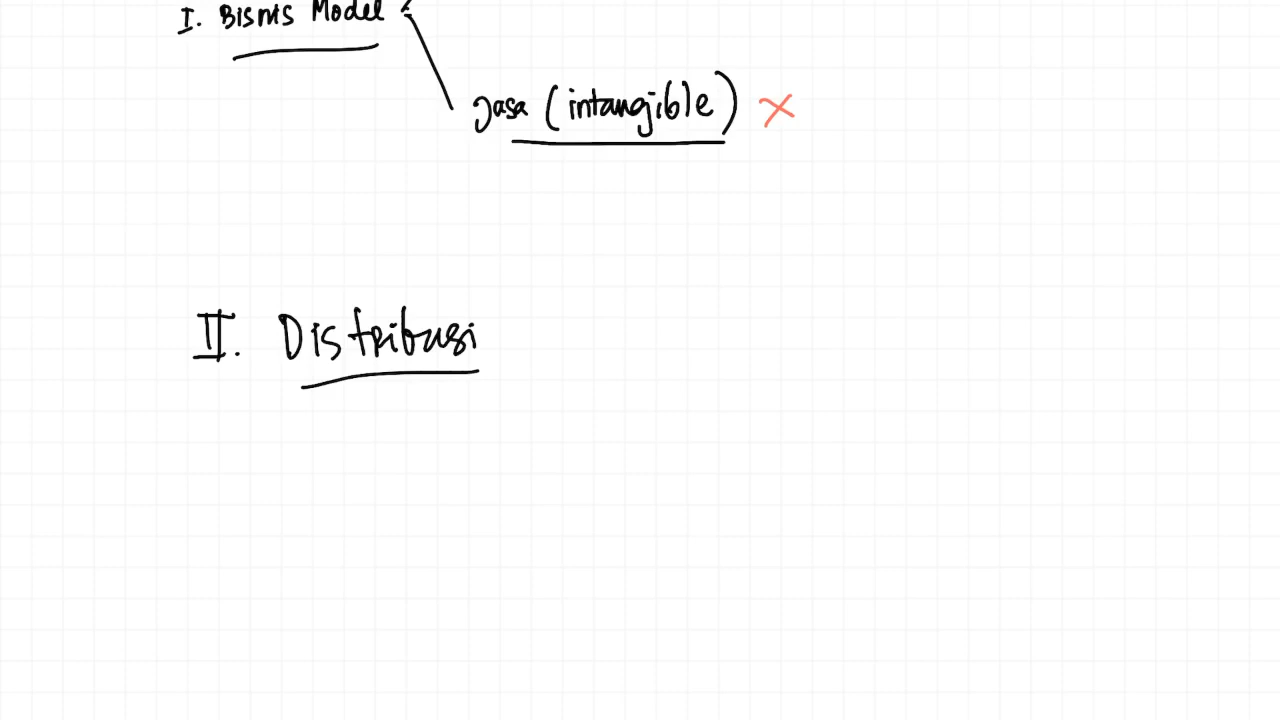 I. Bisnis Model
Jasa (intangible) X
II. Distribusi